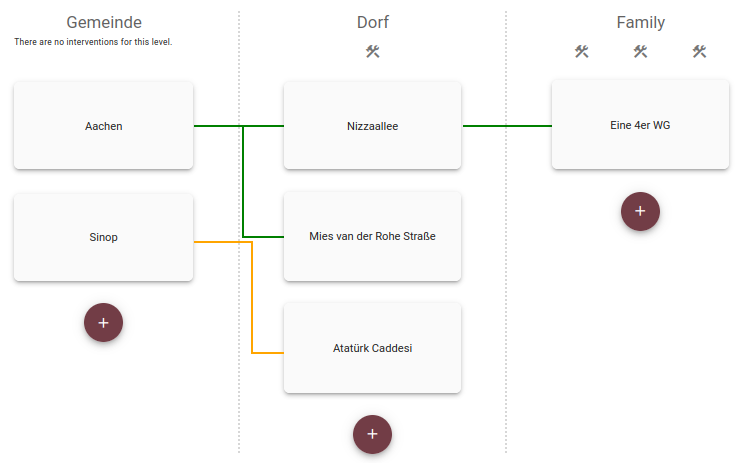 Gemeinde
There are no interventions for this level.
Aachen
Sinop
+
Dorf
Nizzaallee
Mies van der Rohe Straße
Atatürk Caddesi
+
Family
Eine 4er WG
+